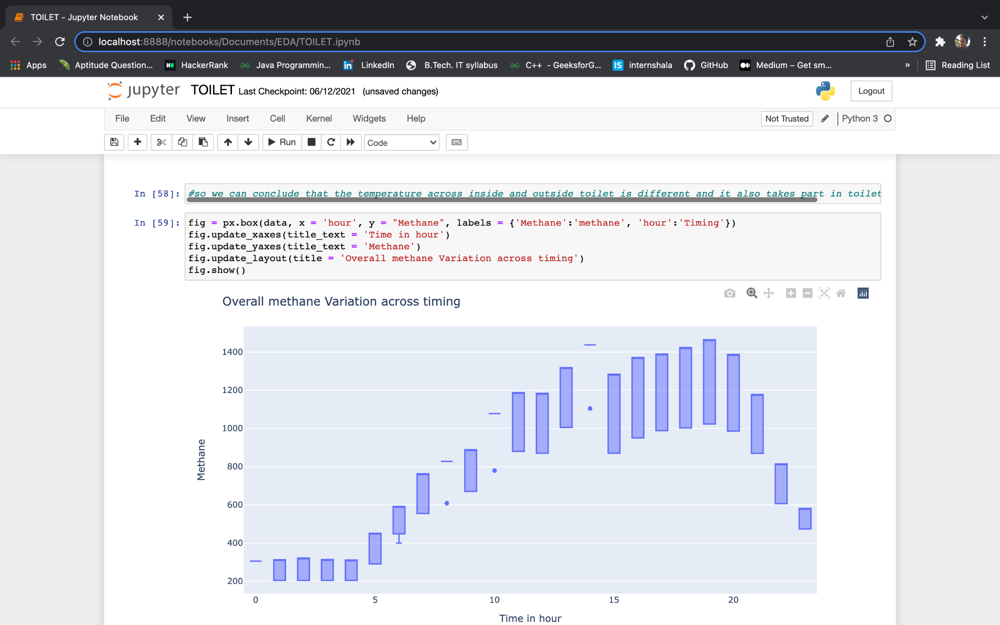 TOILET - Jupyter Notebook
localhost:8888/notebooks/Documents/EDA/TOILET.ipynb
Apps Aptitude Question... HackerRank Java Programmin... LinkedIn B.Tech. IT syllabus C++ - GeeksforG... internshala GitHub Medium – Get sm... » Reading List
jupyter TOILET Last Checkpoint: 06/12/2021 (unsaved changes) Logout
File Edit View Insert Cell Kernel Widgets Help Not Trusted Python 3
Run Code
In [58]: #so we can conclude that the temperature across inside and outside toilet is different and it also takes part in toilet
In [59]: fig = px.box(data, x = 'hour', y = "Methane", labels = {'Methane':'methane', 'hour':'Timing'})
fig.update_xaxes(title_text = 'Time in hour')
fig.update_yaxes(title_text = 'Methane')
fig.update_layout(title = 'Overall methane Variation across timing')
fig.show()
Overall methane Variation across timing
1400
1200
1000
800
600
400
200
Methane
0 5 10 15 20
Time in hour